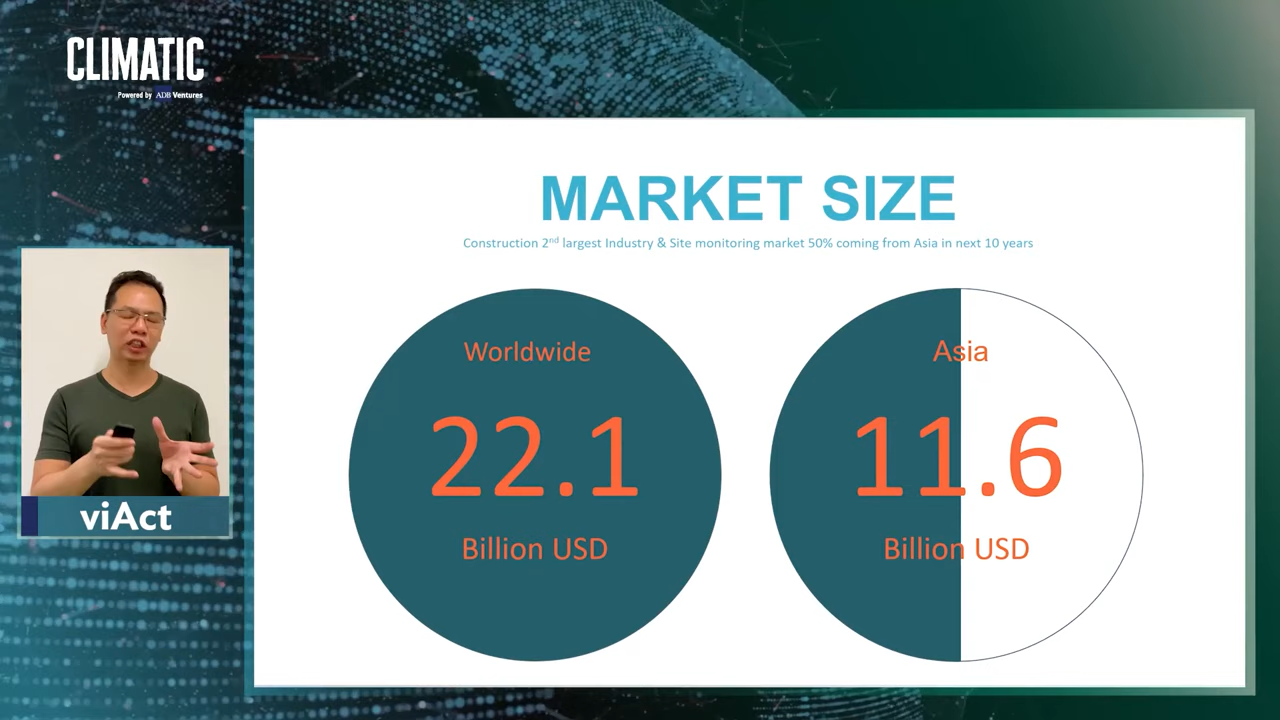 CLIMATIC
Powered by ADB Ventures
MARKET SIZE
Construction 2nd largest Industry & Site monitoring market 50% coming from Asia in next 10 years
Worldwide
22.1
Billion USD
Asia
11.6
Billion USD
viAct